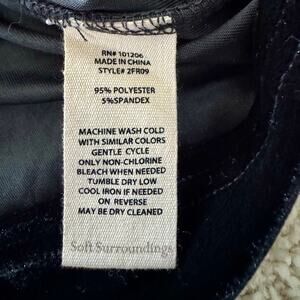 RN# 101206
MADE IN CHINA
STYLE# 2FR09
95% POLYESTER
5%SPANDEX
MACHINE WASH COLD
WITH SIMILAR COLORS
GENTLE CYCLE
ONLY NON-CHLORINE
BLEACH WHEN NEEDED
TUMBLE DRY LOW
COOL IRON IF NEEDED
ON REVERSE
MAY BE DRY CLEANED
Soft Surroundings